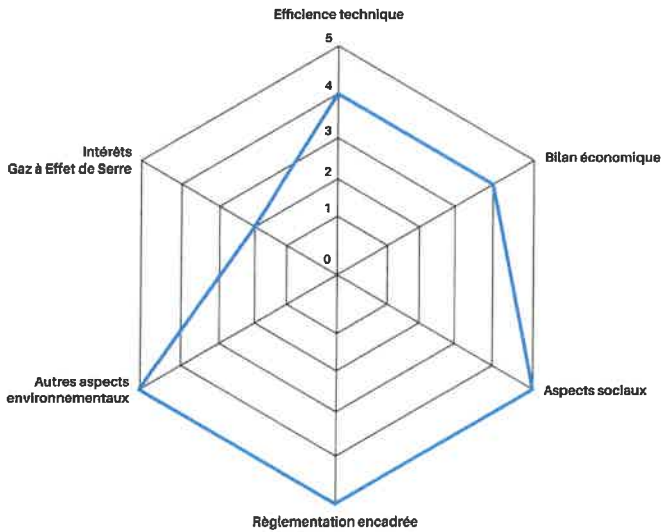 Efficience technique
5
4
3
2
1
0
Intérêts
Gaz à Effet de Serre
Bilan économique
Autres aspects
environnementaux
Aspects sociaux
Règlementation encadrée